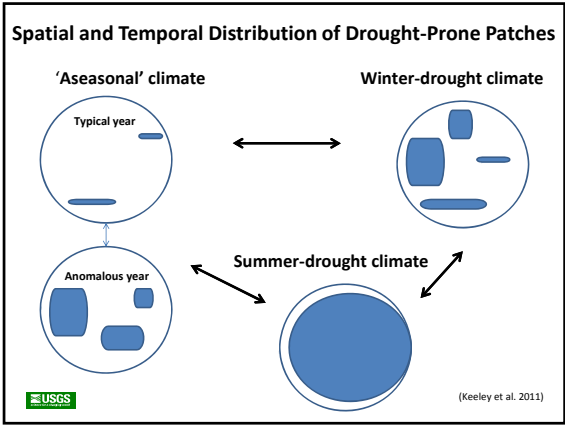 Spatial and Temporal Distribution of Drought-Prone Patches
‘Aseasonal’ climate
Winter-drought climate
Typical year
Anomalous year
Summer-drought climate
USGS
(Keeley et al. 2011)